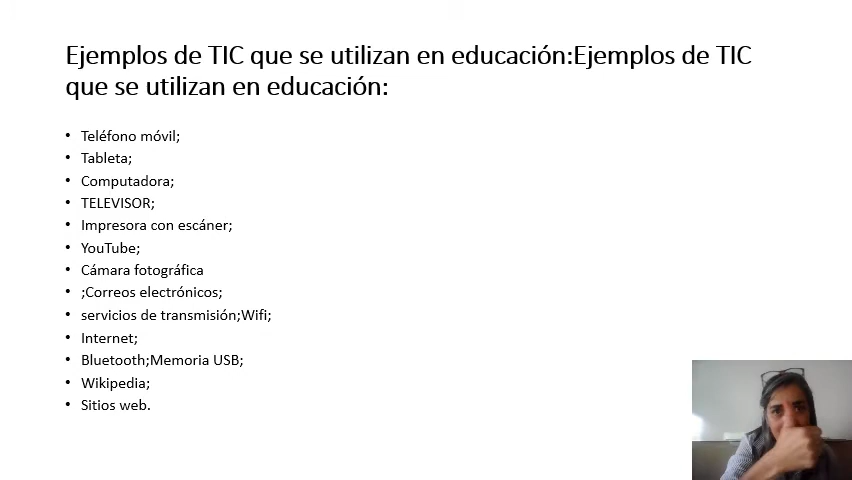 Ejemplos de TIC que se utilizan en educación:Ejemplos de TIC
que se utilizan en educación:
• Teléfono móvil;
• Tableta;
• Computadora;
• TELEVISOR;
• Impresora con escáner;
• YouTube;
• Cámara fotográfica
• ;Correos electrónicos;
• servicios de transmisión;Wifi;
• Internet;
• Bluetooth;Memoria USB;
• Wikipedia;
• Sitios web.